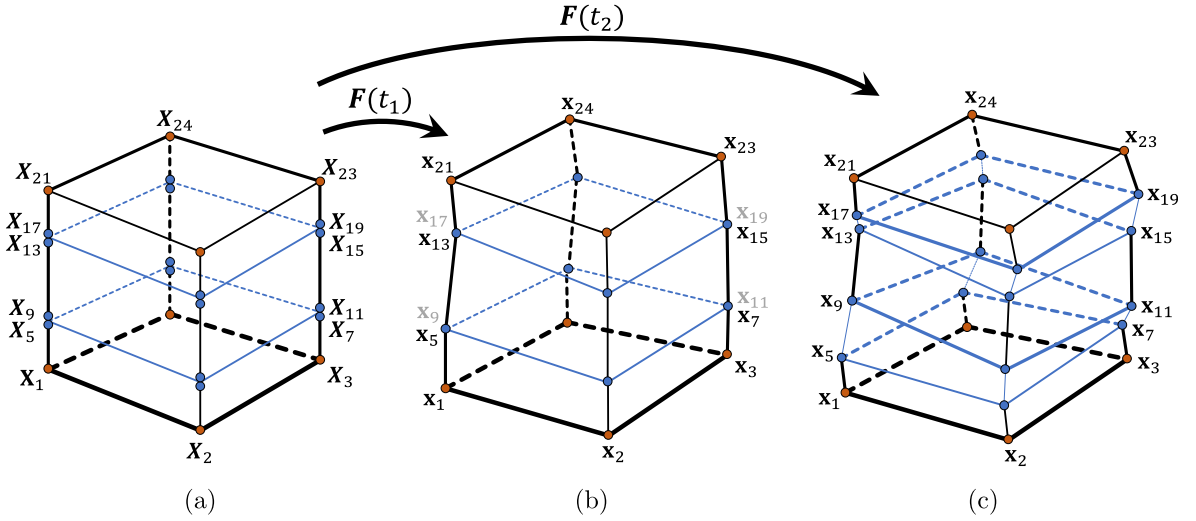 F(t₂)
F(t₁)
X₂₄
X₂₁
X₂₃
X₁₇
X₁₃
X₁₉
X₁₅
X₉
X₅
X₁₁
X₇
X₁
X₃
X₂
(a)
x₂₄
x₂₁
x₂₃
x₁₇
x₁₃
x₁₉
x₁₅
x₉
x₅
x₁₁
x₇
x₁
x₃
x₂
(b)
x₂₄
x₂₁
x₂₃
x₁₇
x₁₃
x₁₉
x₁₅
x₉
x₁₁
x₅
x₇
x₁
x₃
x₂
(c)